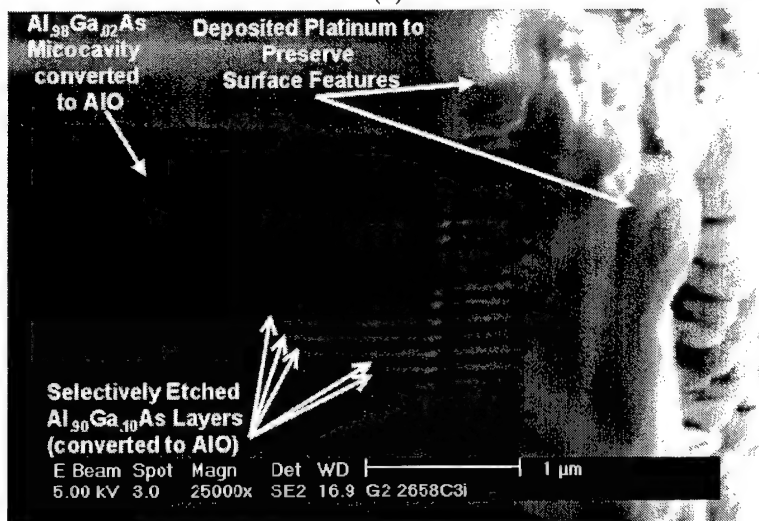 Al.98Ga.02As
Micocavity
converted
to AlO
Deposited Platinum to
Preserve
Surface Features
Selectively Etched
Al.90Ga.10As Layers
(converted to AlO)
E Beam Spot Magn Det WD 1 µm
5.00 kV 3.0 25000x SE2 16.9 G2 2658C3i